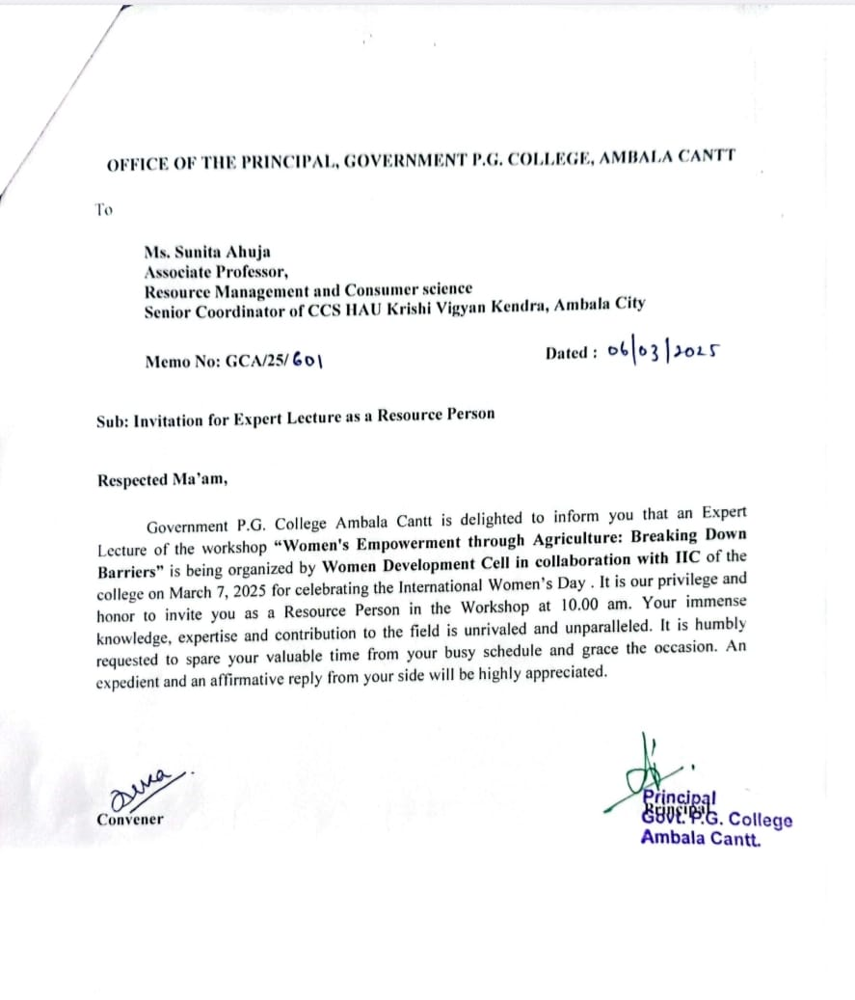 OFFICE OF THE PRINCIPAL, GOVERNMENT P.G. COLLEGE, AMBALA CANTT
To
Ms. Sunita Ahuja
Associate Professor,
Resource Management and Consumer science
Senior Coordinator of CCS HAU Krishi Vigyan Kendra, Ambala City
Memo No: GCA/25/601
Dated : 06/03/2025
Sub: Invitation for Expert Lecture as a Resource Person
Respected Ma'am,
Government P.G. College Ambala Cantt is delighted to inform you that an Expert
Lecture of the workshop “Women's Empowerment through Agriculture: Breaking Down
Barriers” is being organized by Women Development Cell in collaboration with IIC of the
college on March 7, 2025 for celebrating the International Women's Day . It is our privilege and
honor to invite you as a Resource Person in the Workshop at 10.00 am. Your immense
knowledge, expertise and contribution to the field is unrivaled and unparalleled. It is humbly
requested to spare your valuable time from your busy schedule and grace the occasion. An
expedient and an affirmative reply from your side will be highly appreciated.
Convener
Principal
Principal
Govt. P.G. College
Ambala Cantt.